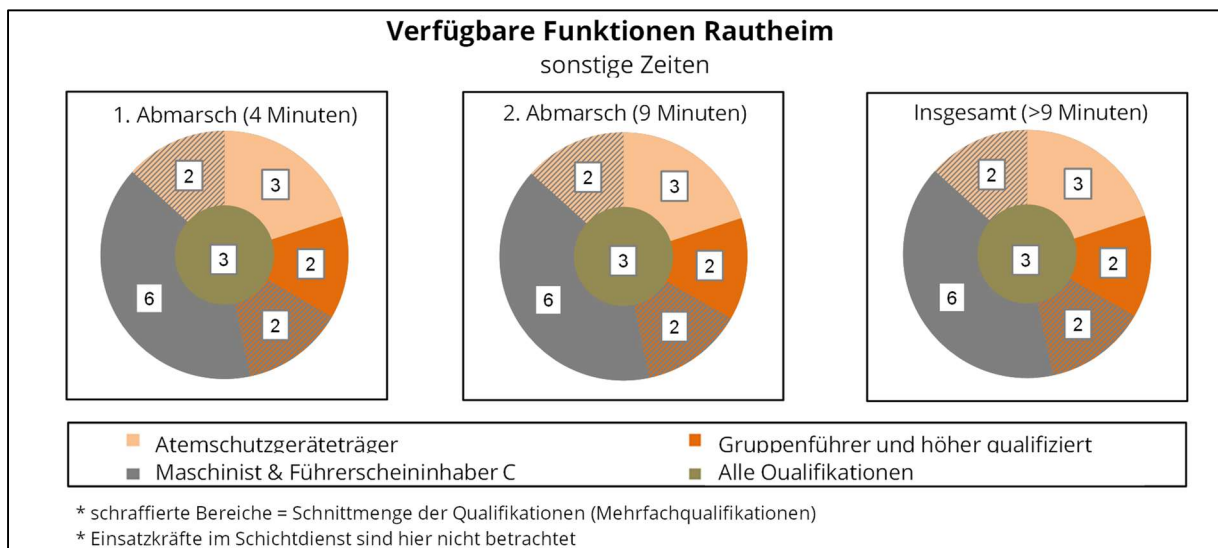 Verfügbare Funktionen Rautheim
sonstige Zeiten
1. Abmarsch (4 Minuten)
2
3
3
2
6
2
2. Abmarsch (9 Minuten)
2
3
3
2
6
2
Insgesamt (>9 Minuten)
2
3
3
2
6
2
Atemschutzgeräteträger
Gruppenführer und höher qualifiziert
Maschinist & Führerscheininhaber C
Alle Qualifikationen
* schraffierte Bereiche = Schnittmenge der Qualifikationen (Mehrfachqualifikationen)
* Einsatzkräfte im Schichtdienst sind hier nicht betrachtet